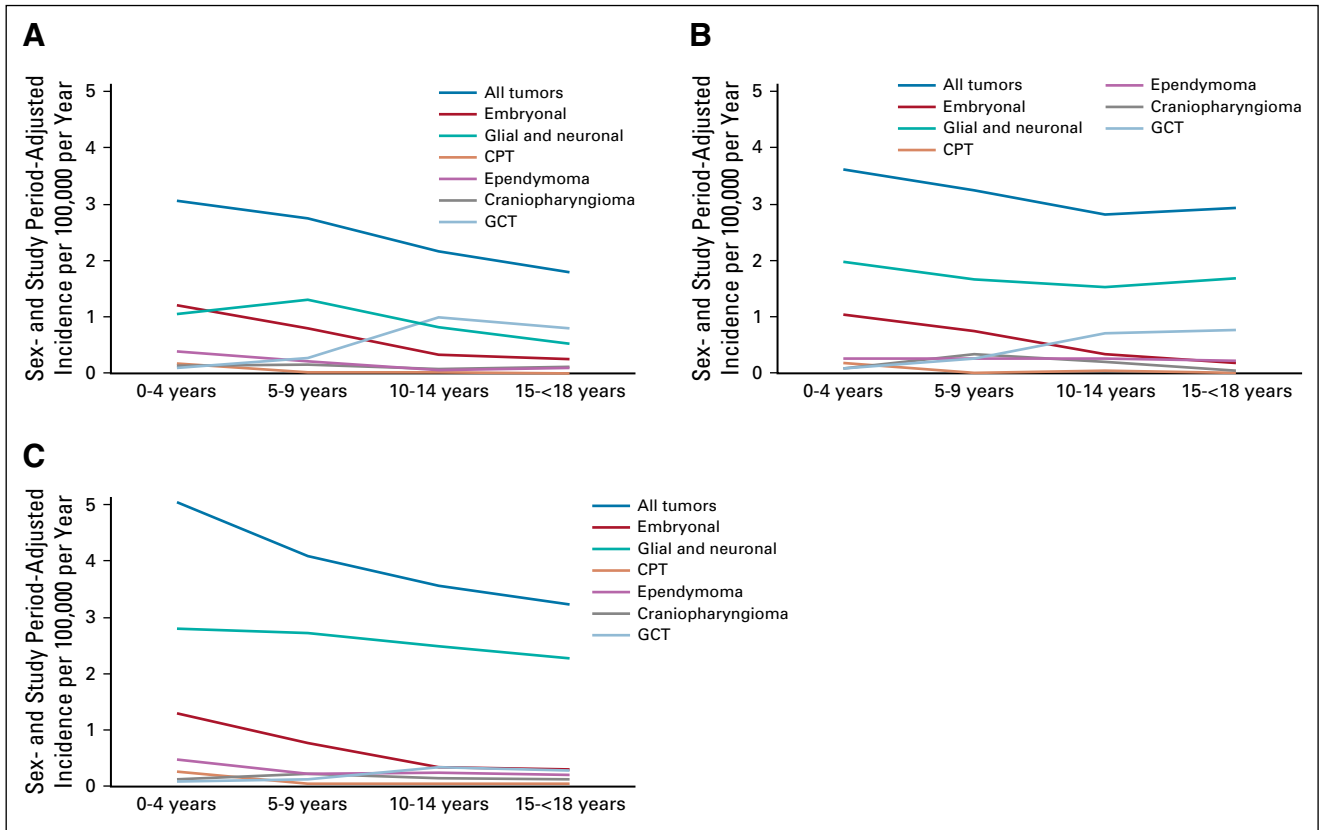 A
Sex- and Study Period-Adjusted
Incidence per 100,000 per Year
5
4
3
2
1
0
0-4 years
5-9 years
10-14 years
15-<18 years
All tumors
Embryonal
Glial and neuronal
CPT
Ependymoma
Craniopharyngioma
GCT
B
Sex- and Study Period-Adjusted
Incidence per 100,000 per Year
5
4
3
2
1
0
0-4 years
5-9 years
10-14 years
15-<18 years
All tumors
Embryonal
Glial and neuronal
CPT
Ependymoma
Craniopharyngioma
GCT
C
Sex- and Study Period-Adjusted
Incidence per 100,000 per Year
5
4
3
2
1
0
0-4 years
5-9 years
10-14 years
15-<18 years
All tumors
Embryonal
Glial and neuronal
CPT
Ependymoma
Craniopharyngioma
GCT